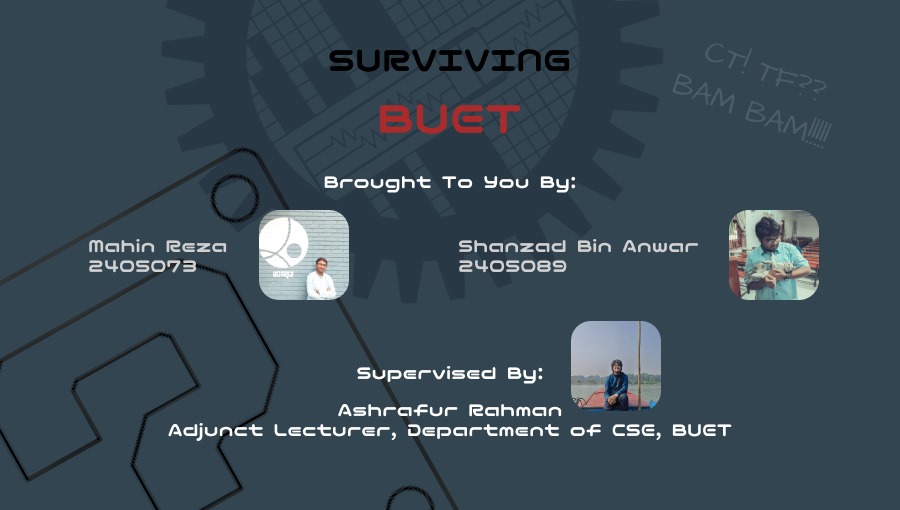 SURVIVING
BUET
CT! TF??
BAM BAM!!!!!
Brought To You By:
Mahin Reza
2405073
Shanzad Bin Anwar
2405089
Supervised By:
Ashrafur Rahman
Adjunct Lecturer, Department of CSE, BUET